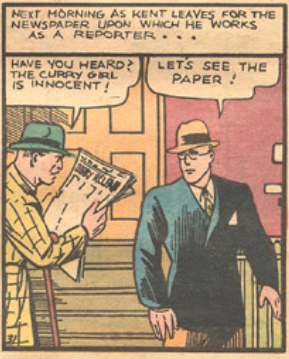 NEXT MORNING AS KENT LEAVES FOR THE
NEWSPAPER UPON WHICH HE WORKS
AS A REPORTER . . .
HAVE YOU HEARD?
THE CURRY GIRL
IS INNOCENT!
LET'S SEE THE
PAPER!